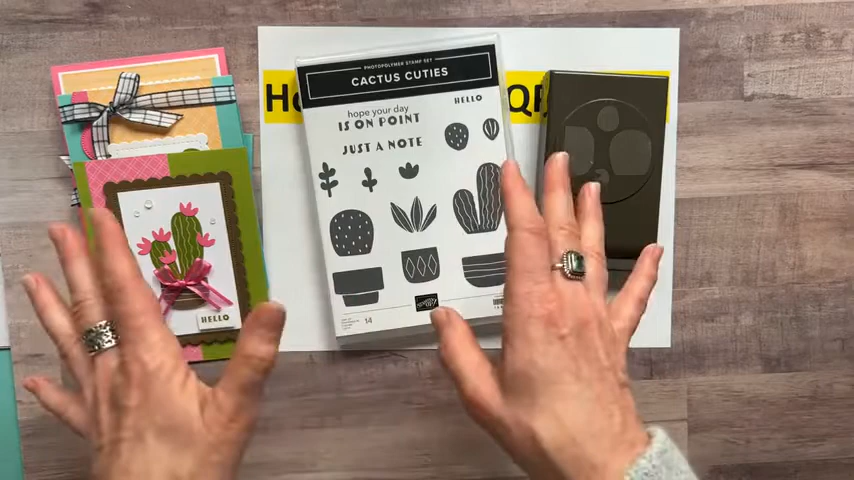 PHOTOPOLYMER STAMP SET
CACTUS CUTIES
HELLO
hope your day
IS ON POINT
JUST A NOTE
14
HELLO